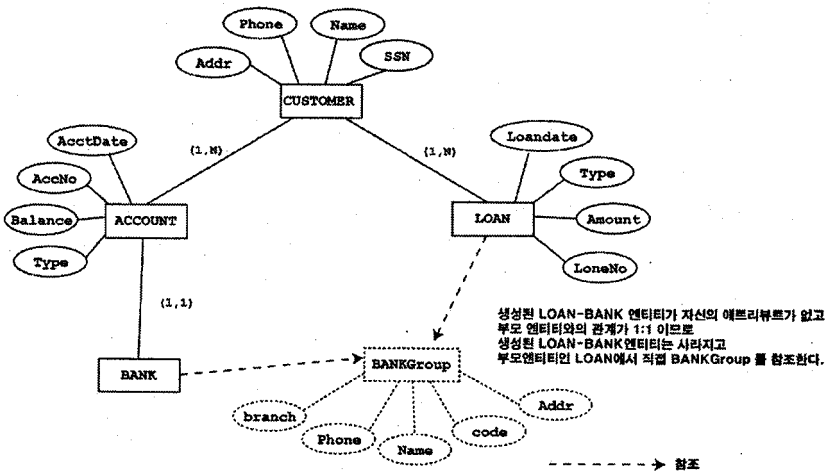 Phone
Name
Addr
SSN
CUSTOMER
AcctDate
(1,N)
(1,N)
Loandate
AccNo
Type
Balance
ACCOUNT
LOAN
Amount
Type
LoneNo
(1,1)
생성된 LOAN-BANK 엔티티가 자신의 애트리뷰트가 없고
부모 엔티티와의 관계가 1:1 이므로
생성된 LOAN-BANK엔티티는 사라지고
부모엔티티인 LOAN에서 직접 BANKGroup 를 참조한다.
BANK
BANKGroup
branch
Phone
Name
code
Addr
참조